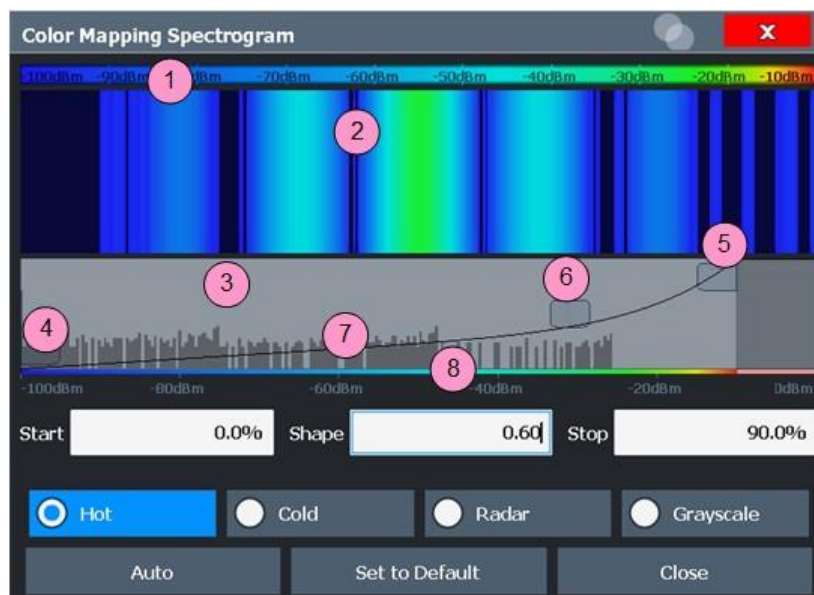 Color Mapping Spectrogram X
-100dBm -90dBm -70dBm -60dBm -50dBm -40dBm -30dBm -20dBm -10dBm
1
2
5
3
6
4
7
8
-100dBm -80dBm -60dBm -40dBm -20dBm 0dBm
Start 0.0% Shape 0.60 Stop 90.0%
Hot Cold Radar Grayscale
Auto Set to Default Close